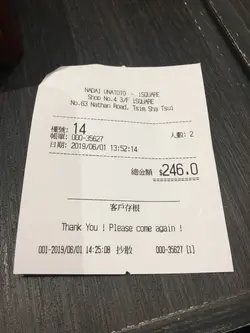 NADAI UNATOTO - iSQUARE
Shop No.4 3/F iSQUARE
No.63 Nathan Road, Tsim Sha Tsui
檯號: 14
帳單: 000-35627 人數: 2
日期: 2019/06/01 13:52:14
總金額 $246.0
客戶存根
Thank You ! Please come again !
001-2019/06/01 14:25:08 抄散 000-35627 [1]